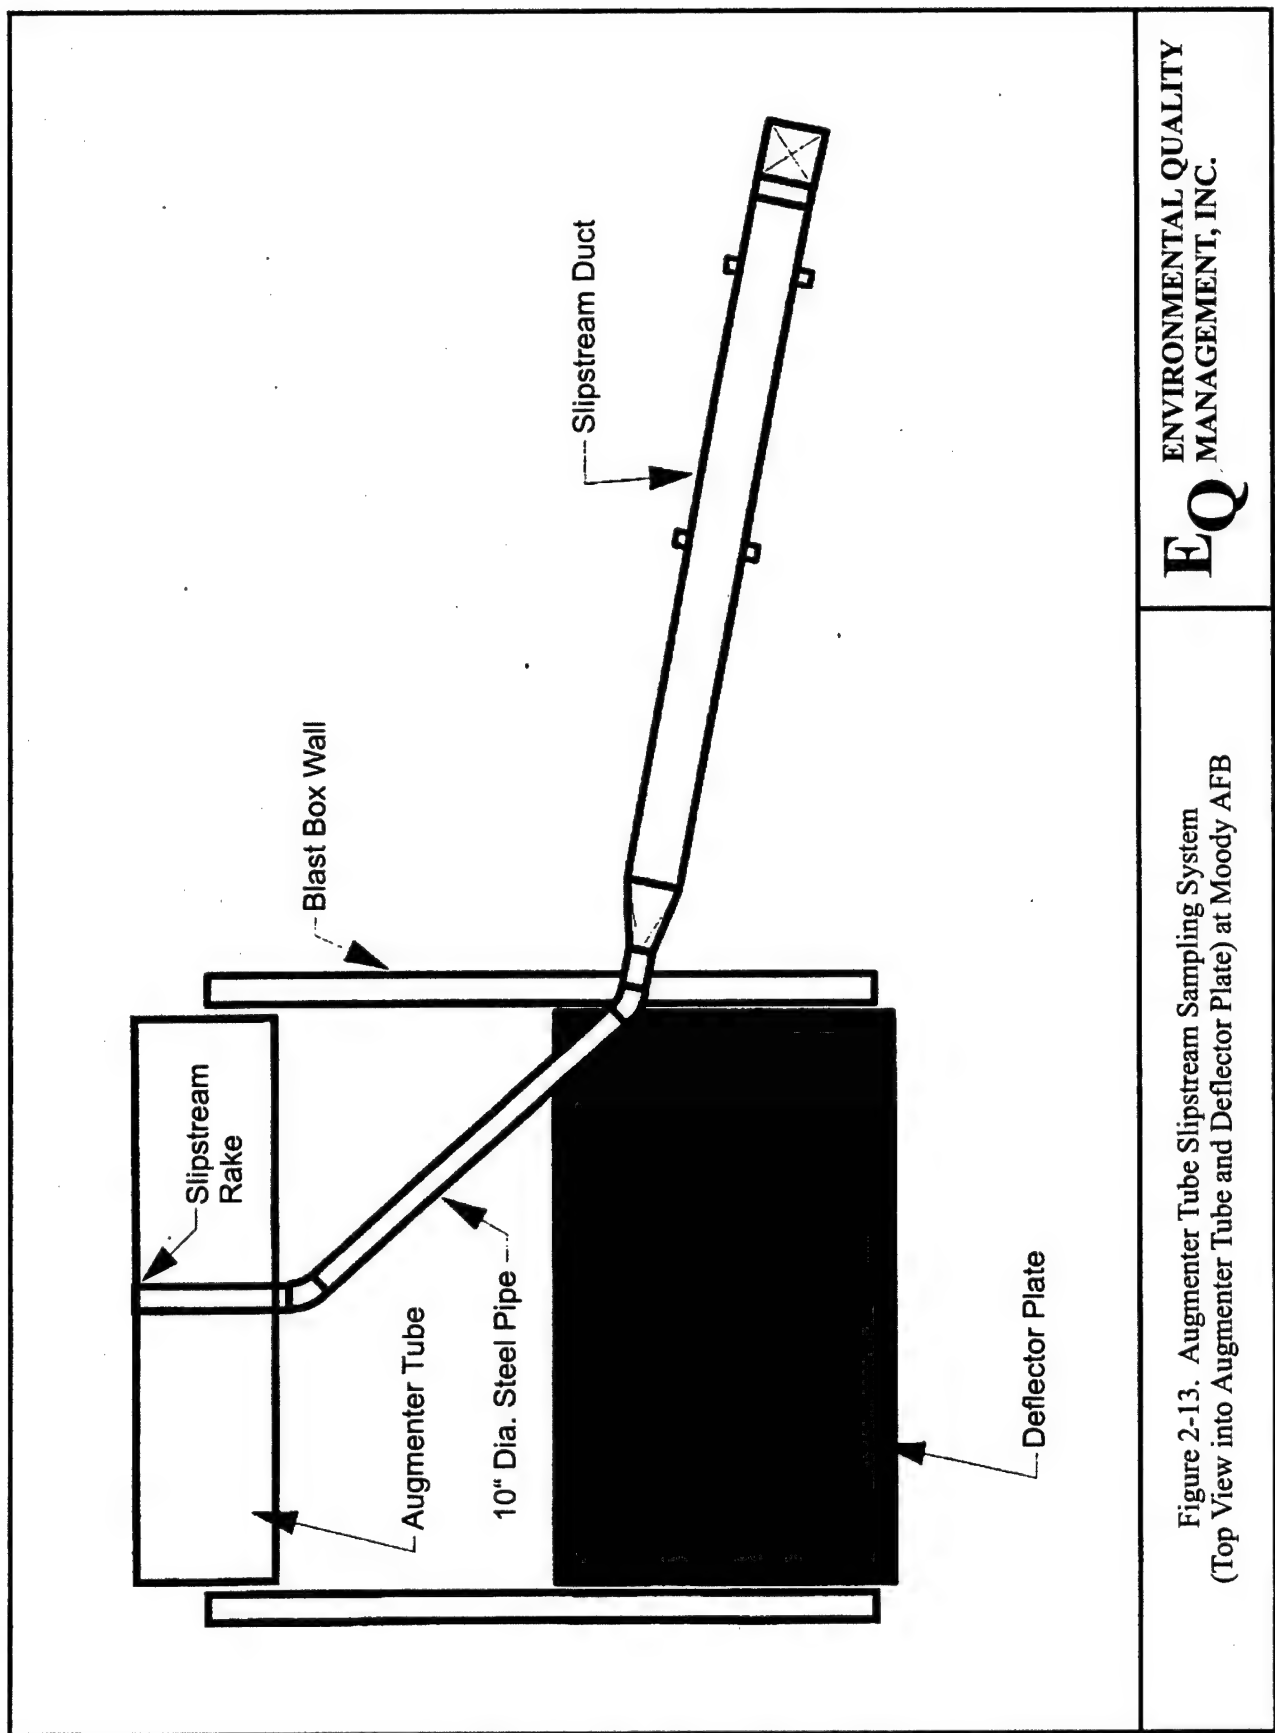 Slipstream
Rake
Augmenter Tube
10" Dia. Steel Pipe
Blast Box Wall
Slipstream Duct
Deflector Plate
Figure 2-13. Augmenter Tube Slipstream Sampling System
(Top View into Augmenter Tube and Deflector Plate) at Moody AFB
EQ
ENVIRONMENTAL QUALITY
MANAGEMENT, INC.